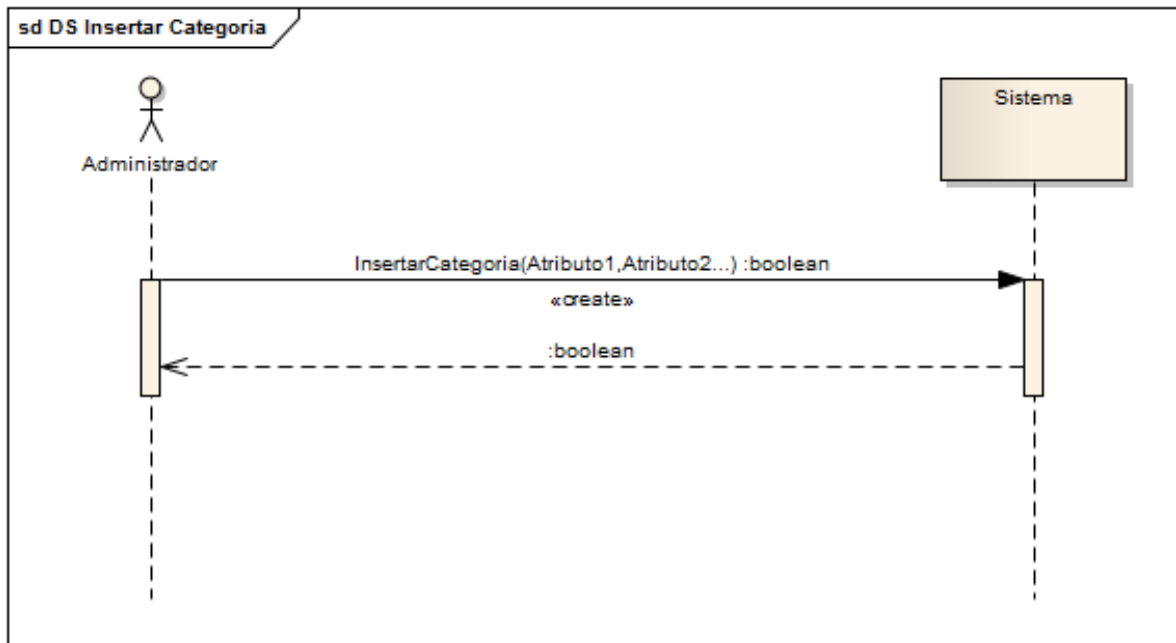 sd DS Insertar Categoria
Sistema
Administrador
InsertarCategoria(Atributo1,Atributo2...) :boolean
«create»
:boolean